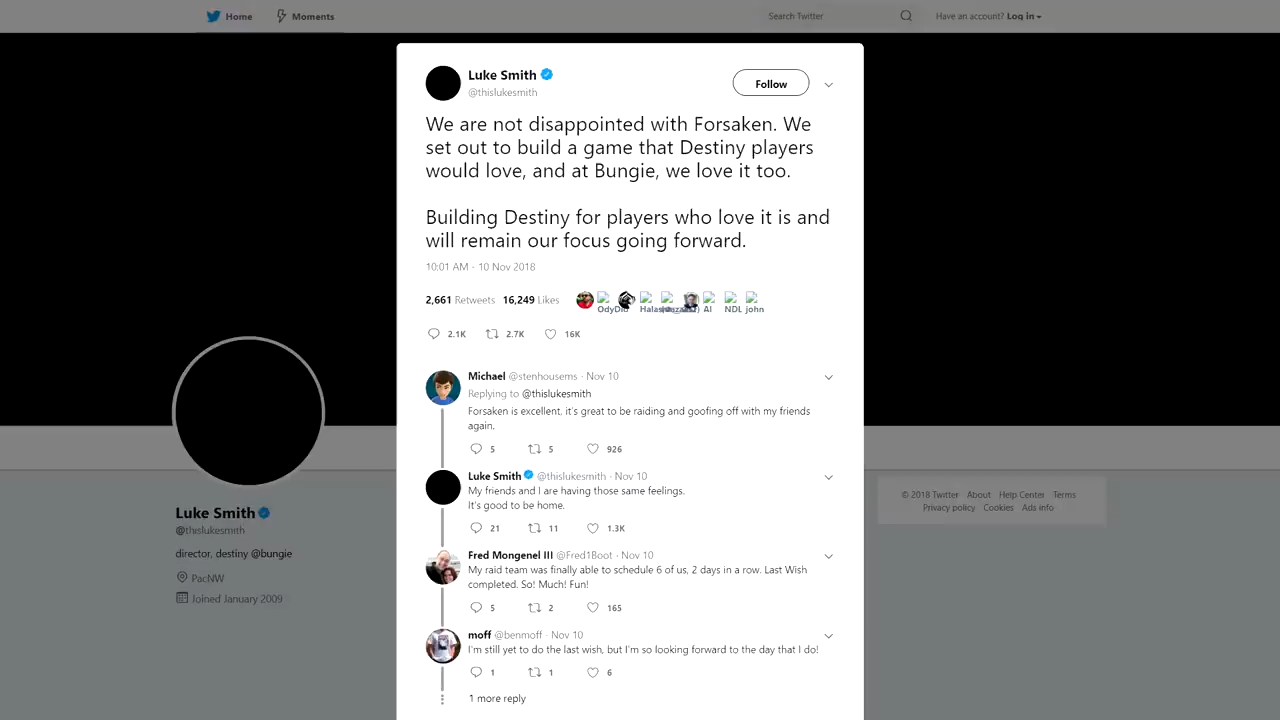 Home
Moments
Search Twitter
Have an account? Log in
Luke Smith
@thislukesmith
Follow
We are not disappointed with Forsaken. We
set out to build a game that Destiny players
would love, and at Bungie, we love it too.
Building Destiny for players who love it is and
will remain our focus going forward.
10:01 AM - 10 Nov 2018
2,661 Retweets 16,249 Likes
NDL john
2.1K 2.7K 16K
Michael @stenhousems · Nov 10
Replying to @thislukesmith
Forsaken is excellent, it's great to be raiding and goofing off with my friends
again.
5 5 926
Luke Smith @thislukesmith · Nov 10
My friends and I are having those same feelings.
It's good to be home.
21 11 1.3K
Fred Mongenel III @Fred1Boot · Nov 10
My raid team was finally able to schedule 6 of us, 2 days in a row. Last Wish
completed. So! Much! Fun!
5 2 165
moff @benmoff · Nov 10
I'm still yet to do the last wish, but I'm so looking forward to the day that I do!
1 1 6
1 more reply
Luke Smith
@thislukesmith
director, destiny @bungie
PacNW
Joined January 2009
© 2018 Twitter About Help Center Terms
Privacy policy Cookies Ads info